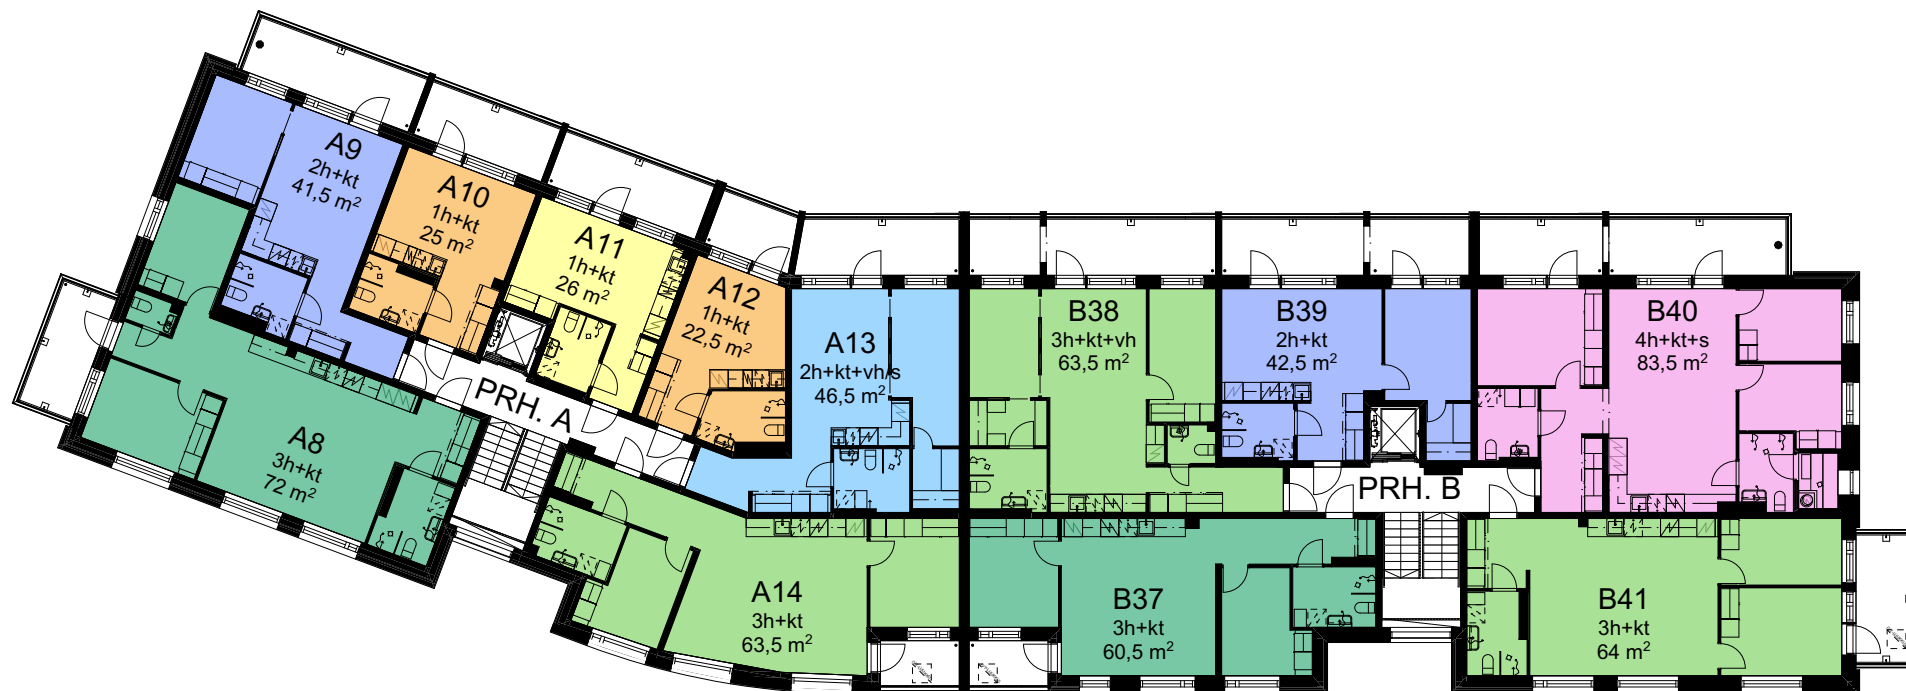 A9
2h+kt
41,5 m²
A10
1h+kt
25 m²
A11
1h+kt
26 m²
A12
1h+kt
22,5 m²
A13
2h+kt+vh/s
46,5 m²
B38
3h+kt+vh
63,5 m²
B39
2h+kt
42,5 m²
B40
4h+kt+s
83,5 m²
PRH. A
PRH. B
A8
3h+kt
72 m²
A14
3h+kt
63,5 m²
B37
3h+kt
60,5 m²
B41
3h+kt
64 m²